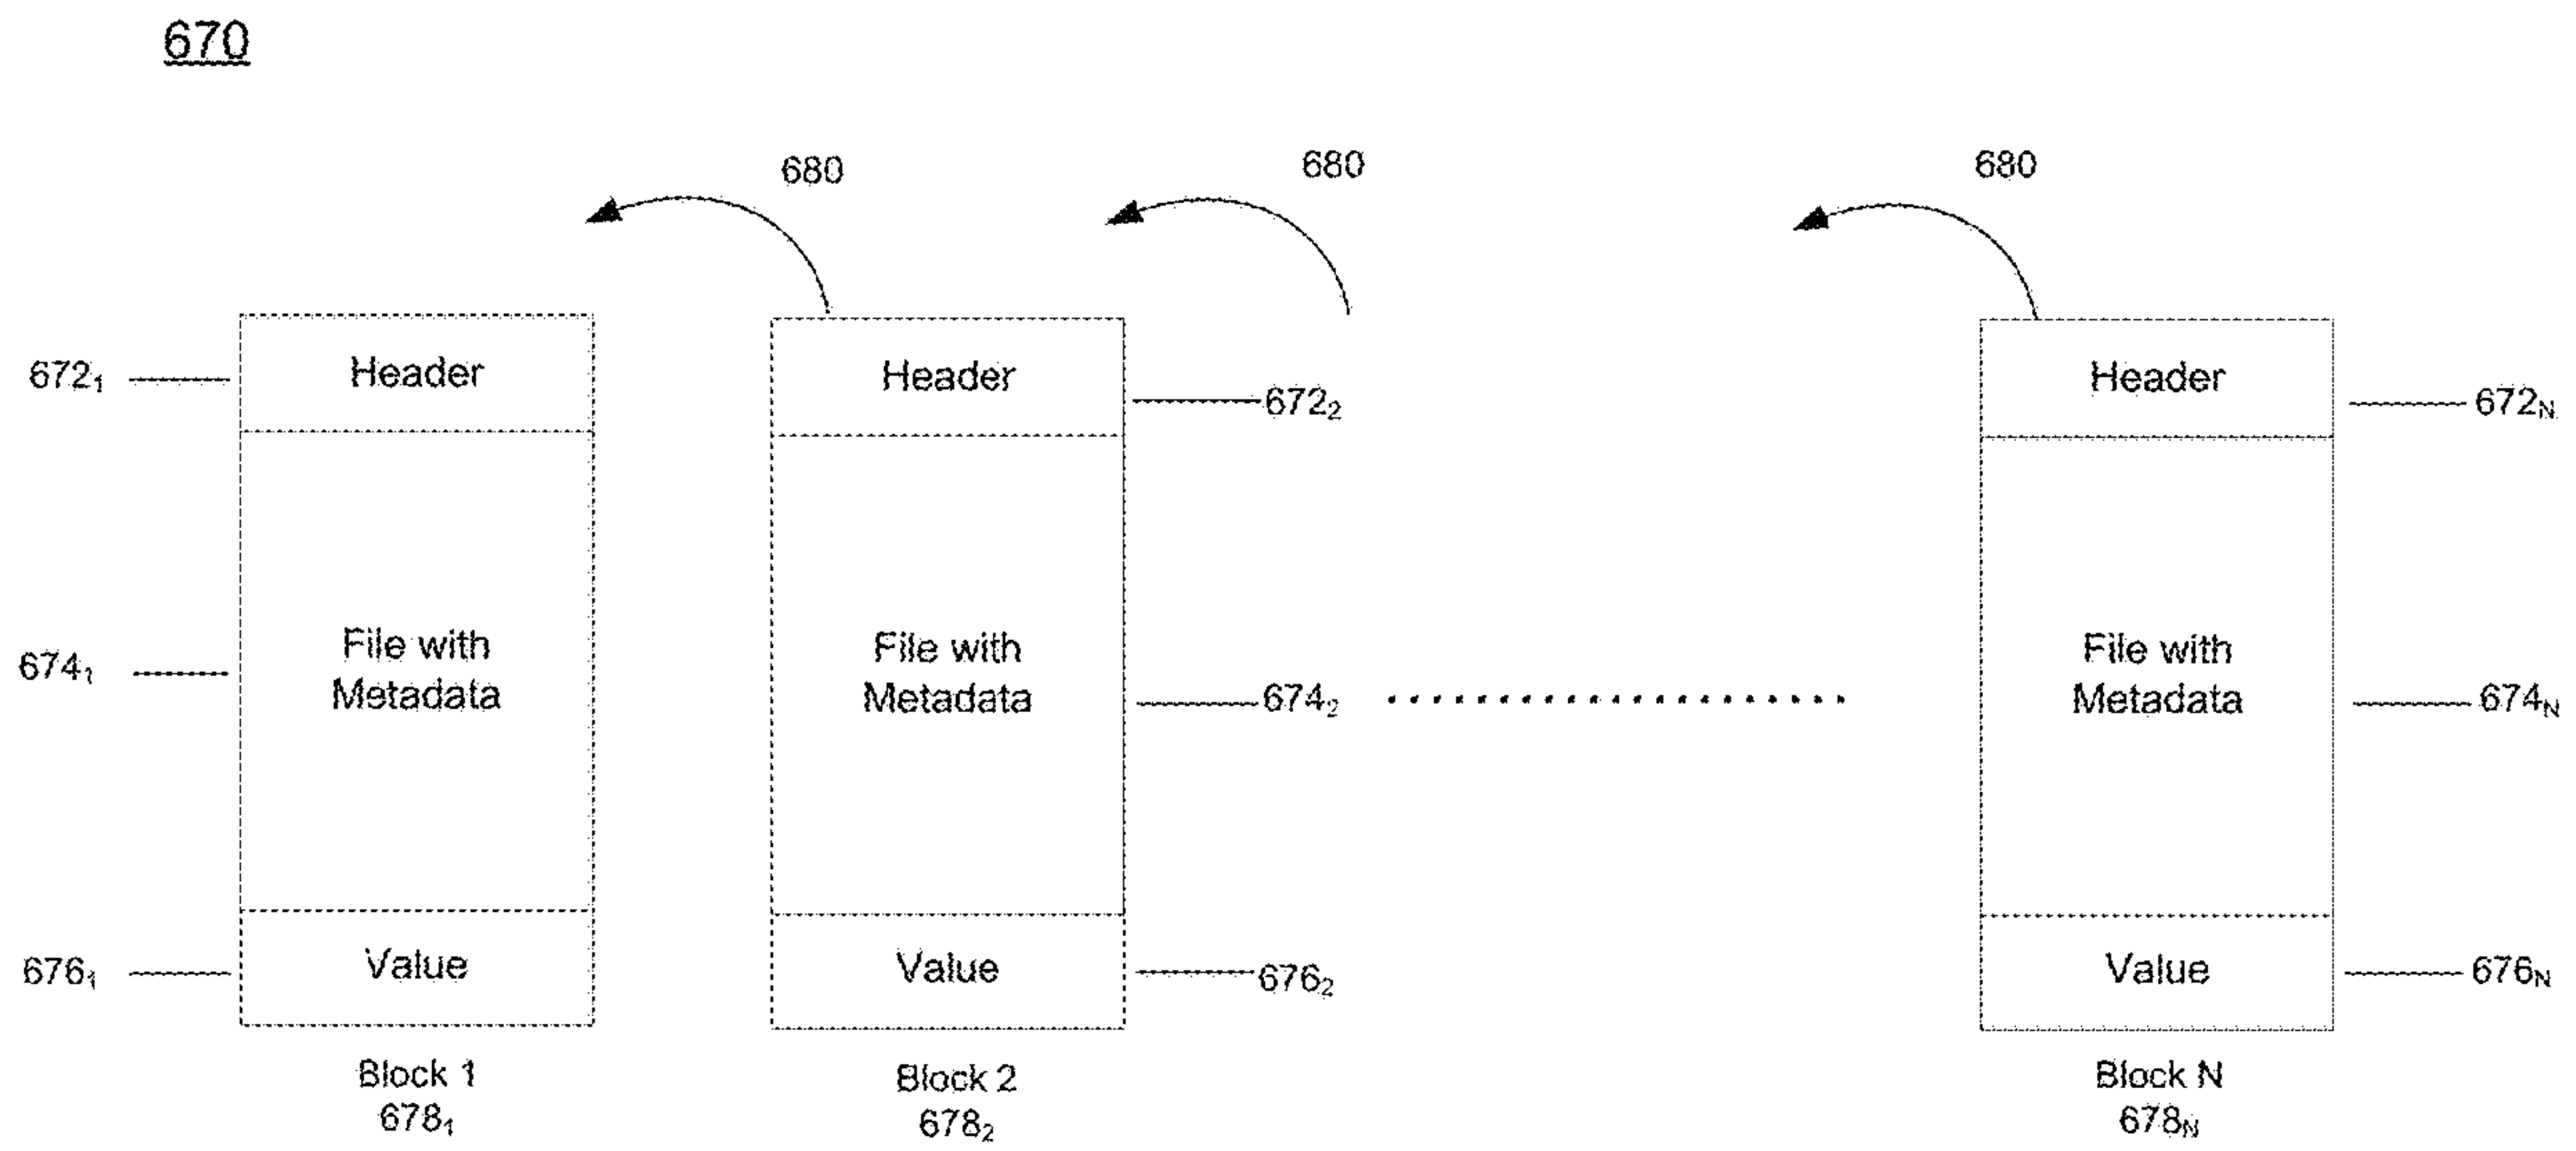 670
680
680
680
Header
Header
Header
672₁
672₂
672N
File with
Metadata
File with
Metadata
File with
Metadata
674₁
674₂
674N
Value
Value
Value
676₁
676₂
676N
Block 1
678₁
Block 2
678₂
Block N
678N